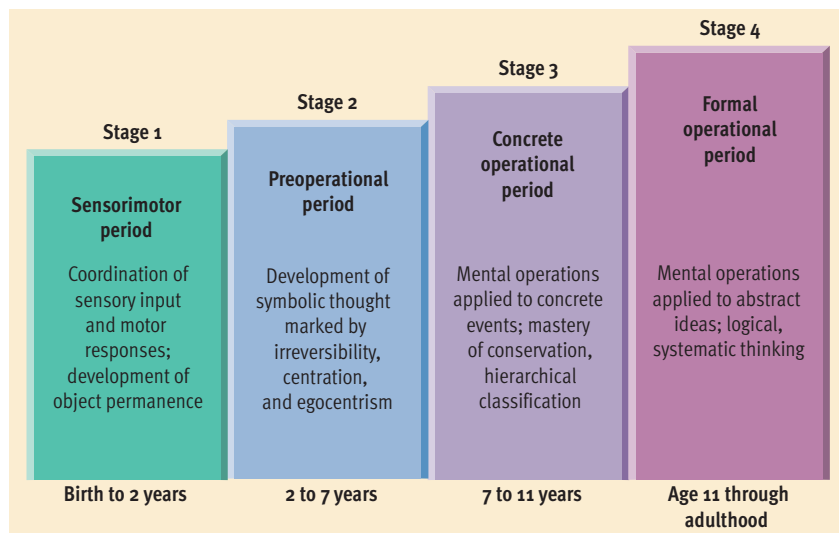 Stage 1
Sensorimotor
period
Coordination of
sensory input
and motor
responses;
development of
object permanence
Birth to 2 years
Stage 2
Preoperational
period
Development of
symbolic thought
marked by
irreversibility,
centration,
and egocentrism
2 to 7 years
Stage 3
Concrete
operational
period
Mental operations
applied to concrete
events; mastery
of conservation,
hierarchical
classification
7 to 11 years
Stage 4
Formal
operational
period
Mental operations
applied to abstract
ideas; logical,
systematic thinking
Age 11 through
adulthood